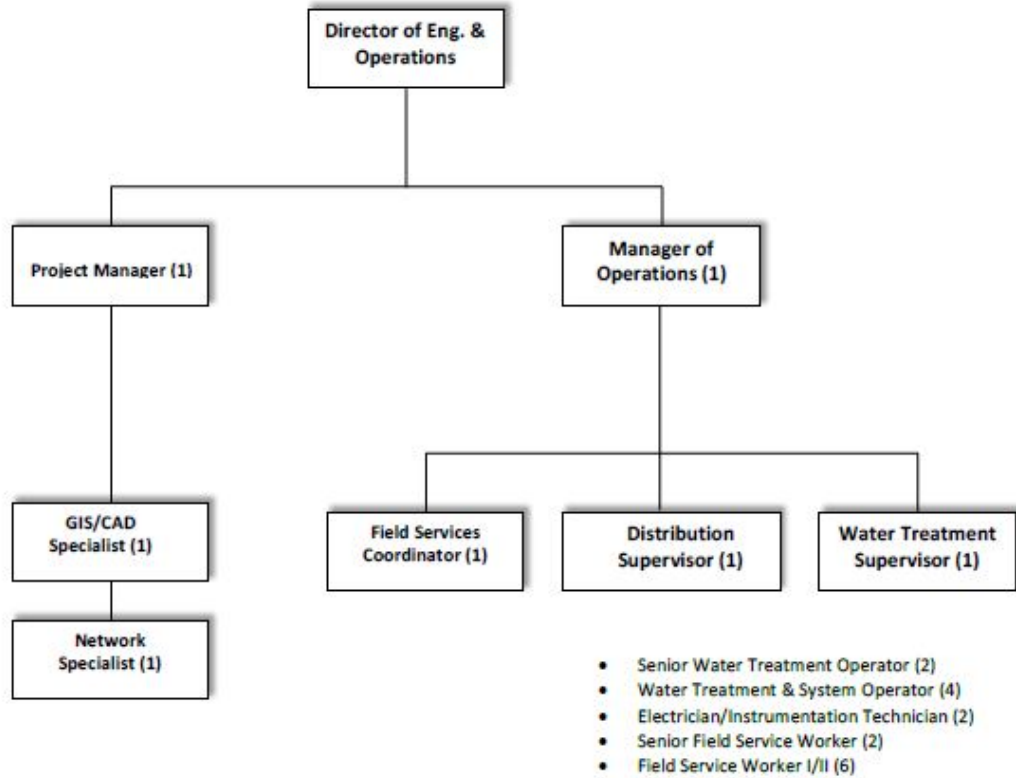 Director of Eng. &
Operations
Project Manager (1)
Manager of
Operations (1)
GIS/CAD
Specialist (1)
Field Services
Coordinator (1)
Distribution
Supervisor (1)
Water Treatment
Supervisor (1)
Network
Specialist (1)
• Senior Water Treatment Operator (2)
• Water Treatment & System Operator (4)
• Electrician/Instrumentation Technician (2)
• Senior Field Service Worker (2)
• Field Service Worker I/II (6)